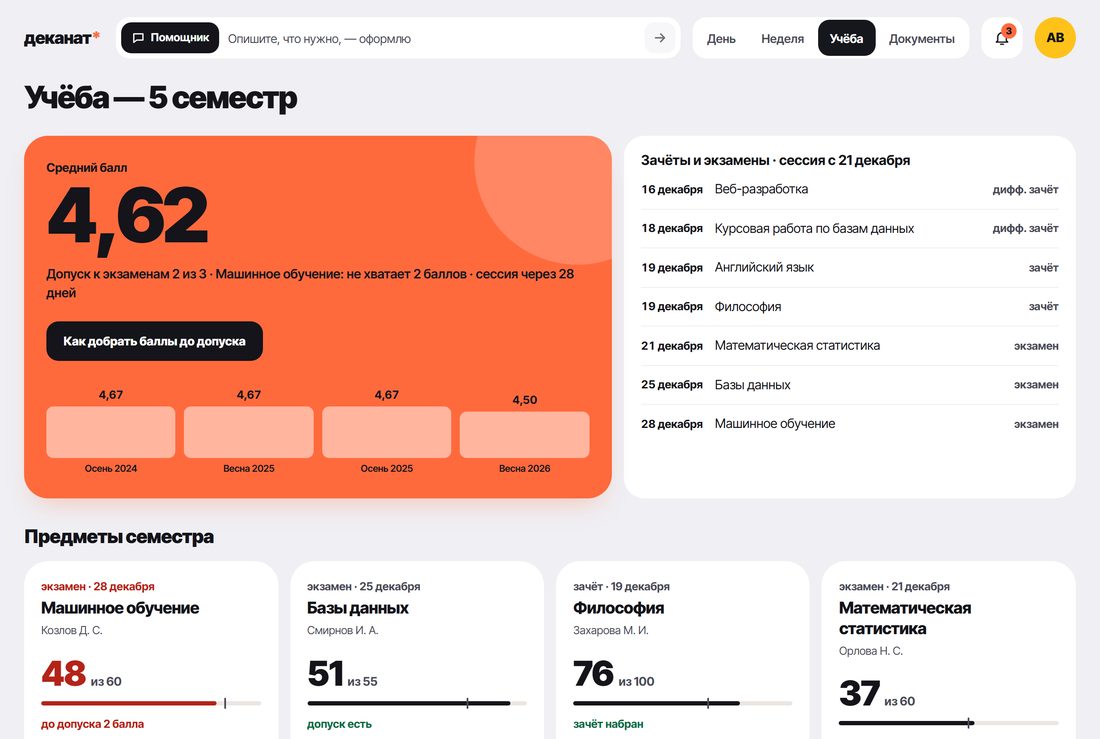 деканат*
Помощник
Опишите, что нужно, — оформлю
День
Неделя
Учёба
Документы
3
АВ
Учёба — 5 семестр
Средний балл
4,62
Допуск к экзаменам 2 из 3 · Машинное обучение: не хватает 2 баллов · сессия через 28
дней
Как добрать баллы до допуска
4,67
4,67
4,67
4,50
Осень 2024
Весна 2025
Осень 2025
Весна 2026
Зачёты и экзамены · сессия с 21 декабря
16 декабря Веб-разработка дифф. зачёт
18 декабря Курсовая работа по базам данных дифф. зачёт
19 декабря Английский язык зачёт
19 декабря Философия зачёт
21 декабря Математическая статистика экзамен
25 декабря Базы данных экзамен
28 декабря Машинное обучение экзамен
Предметы семестра
экзамен · 28 декабря
Машинное обучение
Козлов Д. С.
48 из 60
до допуска 2 балла
экзамен · 25 декабря
Базы данных
Смирнов И. А.
51 из 55
допуск есть
зачёт · 19 декабря
Философия
Захарова М. И.
76 из 100
зачёт набран
экзамен · 21 декабря
Математическая
статистика
Орлова Н. С.
37 из 60